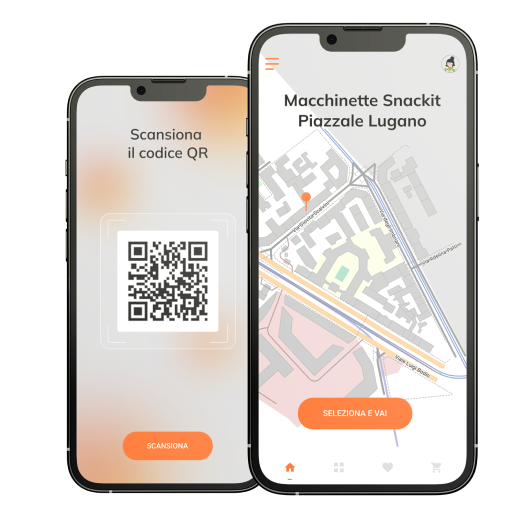 Scansiona
il codice QR
SCANSIONA
Macchinette Snackit
Piazzale Lugano
Viale Luigi Bodio
SELEZIONA E VAI